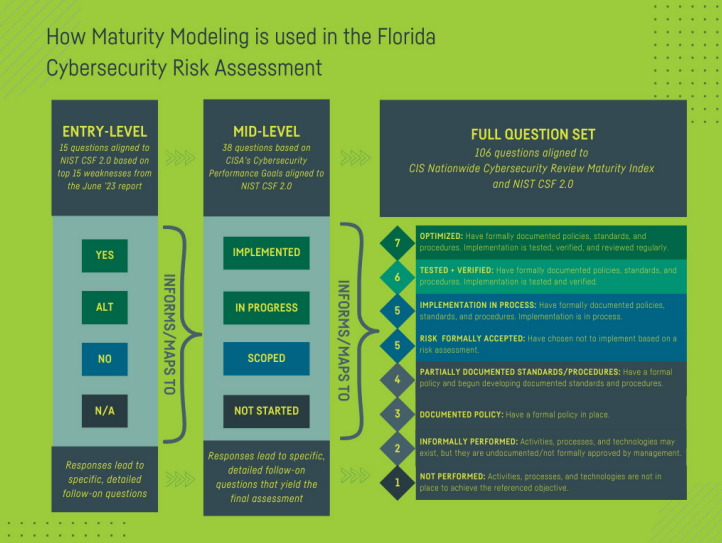 How Maturity Modeling is used in the Florida
Cybersecurity Risk Assessment
ENTRY-LEVEL
15 questions aligned to
NIST CSF 2.0 based on
top 15 weaknesses from
the June '23 report
YES
ALT
NO
N/A
Responses lead to
specific, detailed
follow-on questions
INFORMS/MAPS TO
MID-LEVEL
38 questions based on
CISA's Cybersecurity
Performance Goals aligned to
NIST CSF 2.0
IMPLEMENTED
IN PROGRESS
SCOPED
NOT STARTED
Responses lead to specific,
detailed follow-on
questions that yield the
final assessment
INFORMS/MAPS TO
FULL QUESTION SET
106 questions aligned to
CIS Nationwide Cybersecurity Review Maturity Index
and NIST CSF 2.0
7
OPTIMIZED: Have formally documented policies, standards, and
procedures. Implementation is tested, verified, and reviewed regularly.
6
TESTED + VERIFIED: Have formally documented policies, standards, and
procedures. Implementation is tested and verified.
5
IMPLEMENTATION IN PROCESS: Have formally documented policies,
standards, and procedures. Implementation is in process.
5
RISK FORMALLY ACCEPTED: Have chosen not to implement based on a
risk assessment.
4
PARTIALLY DOCUMENTED STANDARDS/PROCEDURES: Have a formal
policy and begun developing documented standards and procedures.
3
DOCUMENTED POLICY: Have a formal policy in place.
2
INFORMALLY PERFORMED: Activities, processes, and technologies may
exist, but they are undocumented/not formally approved by management.
1
NOT PERFORMED: Activities, processes, and technologies are not in
place to achieve the referenced objective.